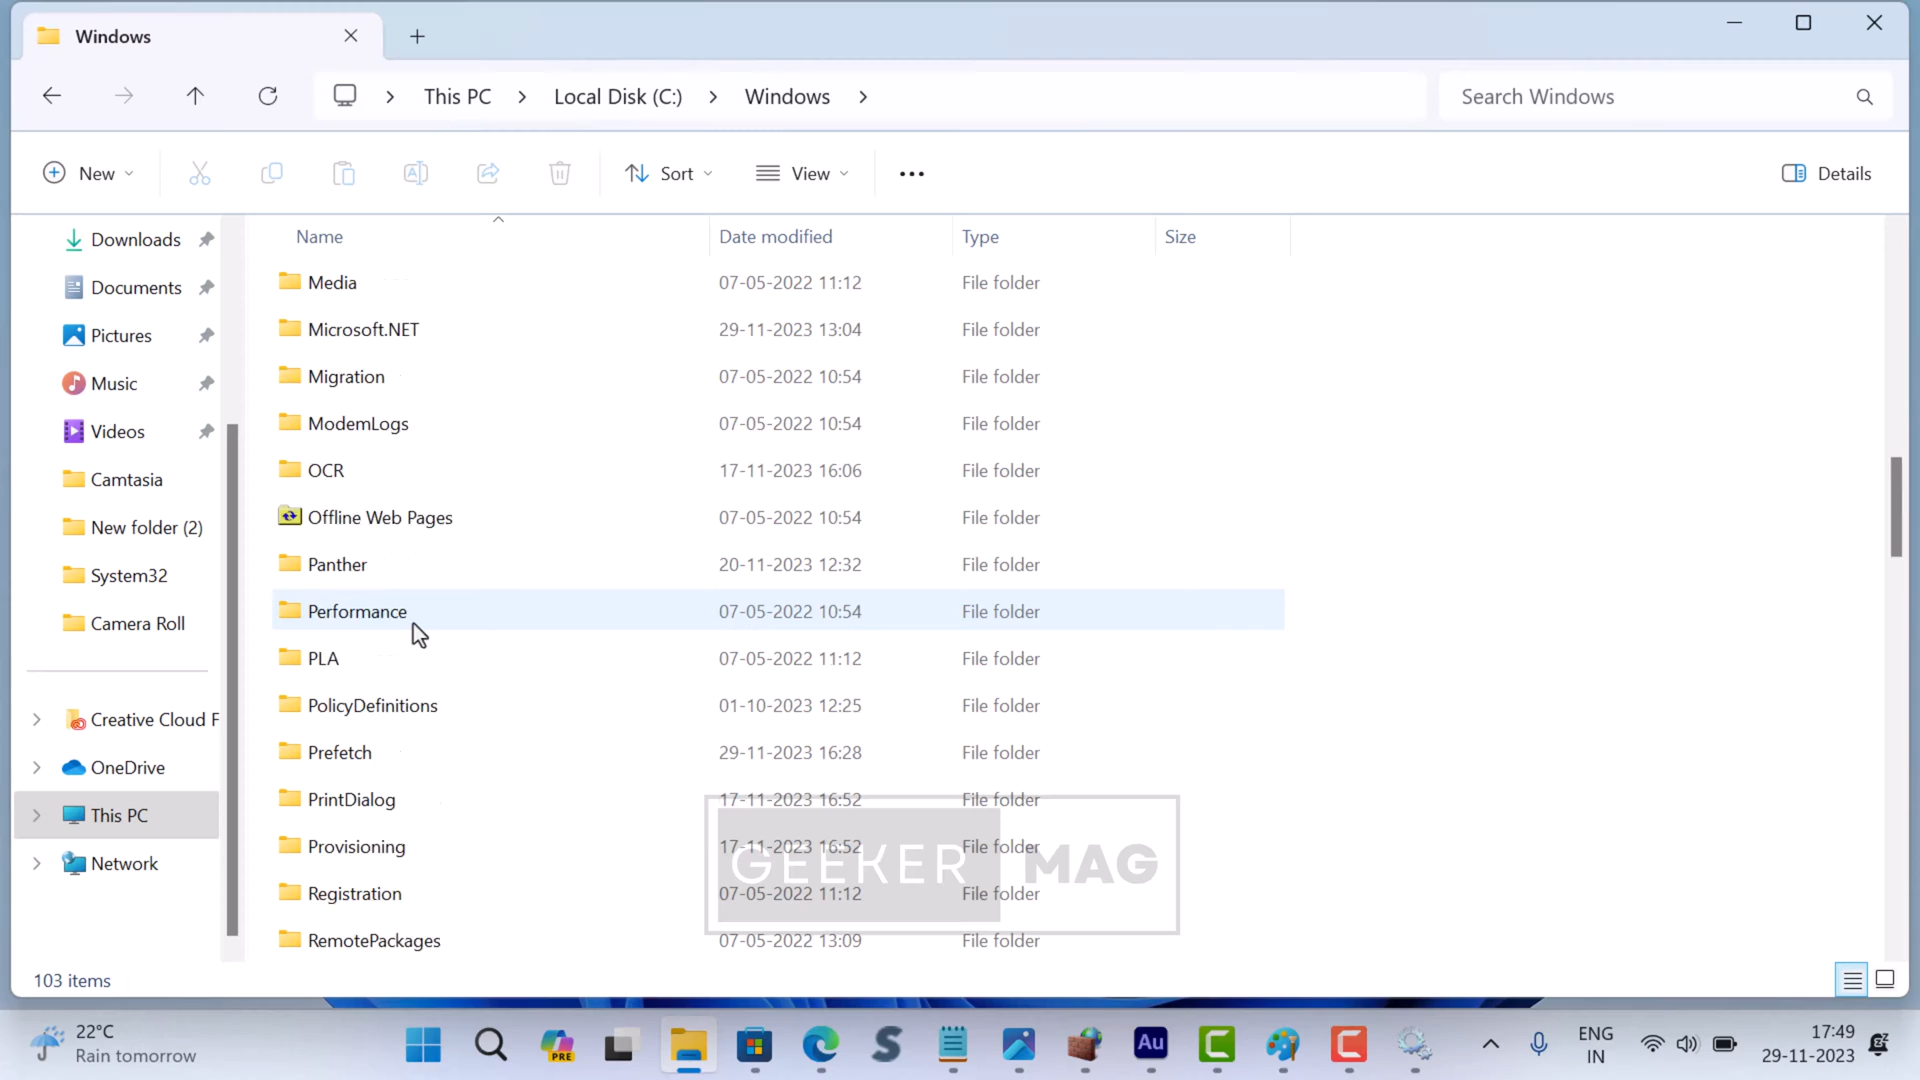 Windows
This PC
Local Disk (C:)
Windows
Search Windows
New
Sort
View
Details
Name Date modified Type Size
Downloads
Documents
Pictures
Music
Videos
Camtasia
New folder (2)
System32
Camera Roll
Creative Cloud F
OneDrive
This PC
Network
Media 07-05-2022 11:12 File folder
Microsoft.NET 29-11-2023 13:04 File folder
Migration 07-05-2022 10:54 File folder
ModemLogs 07-05-2022 10:54 File folder
OCR 17-11-2023 16:06 File folder
Offline Web Pages 07-05-2022 10:54 File folder
Panther 20-11-2023 12:32 File folder
Performance 07-05-2022 10:54 File folder
PLA 07-05-2022 11:12 File folder
PolicyDefinitions 01-10-2023 12:25 File folder
Prefetch 29-11-2023 16:28 File folder
PrintDialog 17-11-2023 16:52 File folder
Provisioning 17-11-2023 16:52 File folder
Registration 07-05-2022 11:12 File folder
RemotePackages 07-05-2022 13:09 File folder
GEEKER MAG
103 items
22°C
Rain tomorrow
PRE
Au
ENG
IN
17:49
29-11-2023